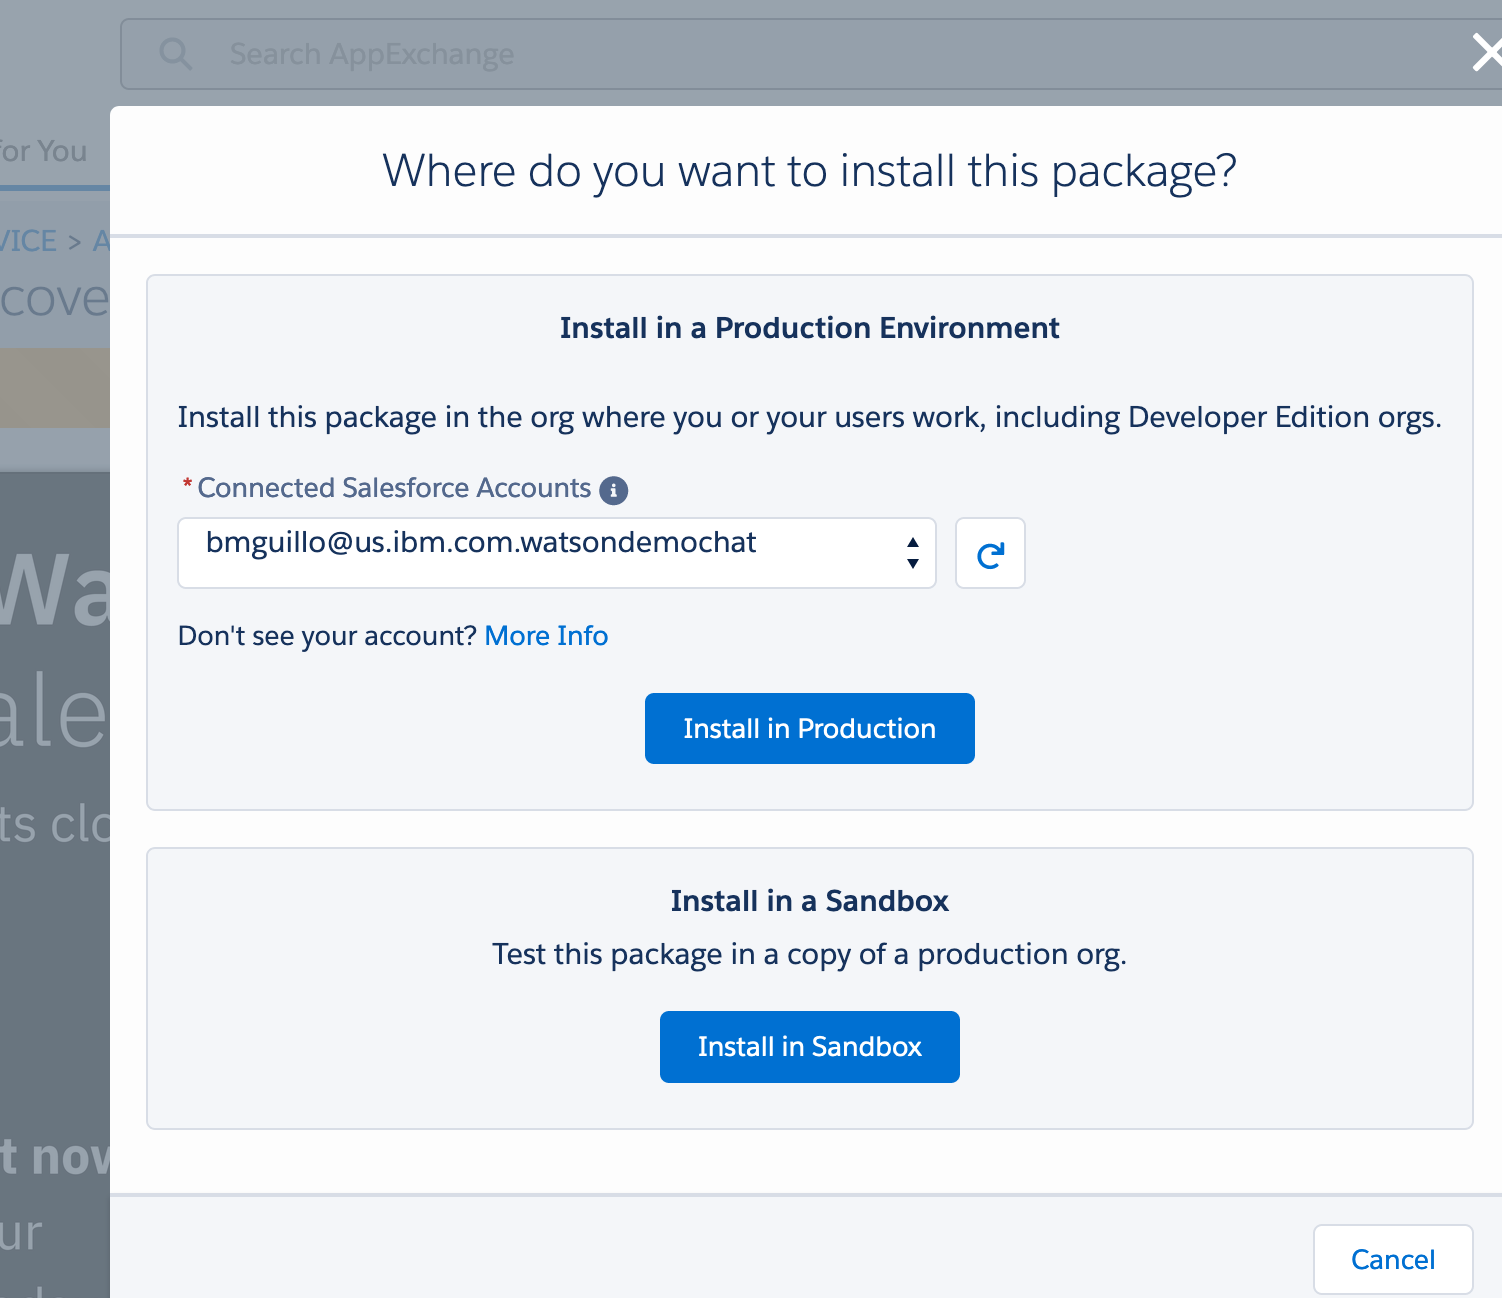 Search AppExchange
for You
Where do you want to install this package?
VICE > A
cove
Install in a Production Environment
Install this package in the org where you or your users work, including Developer Edition orgs.
* Connected Salesforce Accounts
bmguillo@us.ibm.com.watsondemochat
Don't see your account? More Info
Install in Production
Wa
ale
ts clo
Install in a Sandbox
Test this package in a copy of a production org.
Install in Sandbox
t now
ur
Cancel